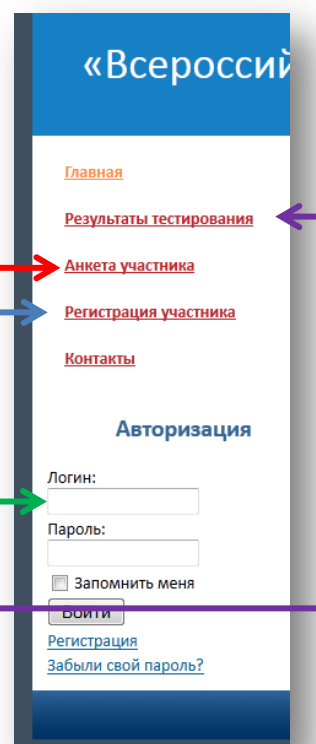 «Всероссий
Главная
Результаты тестирования
Анкета участника
Регистрация участника
Контакты
Авторизация
Логин:
Пароль:
Запомнить меня
Войти
Регистрация
Забыли свой пароль?